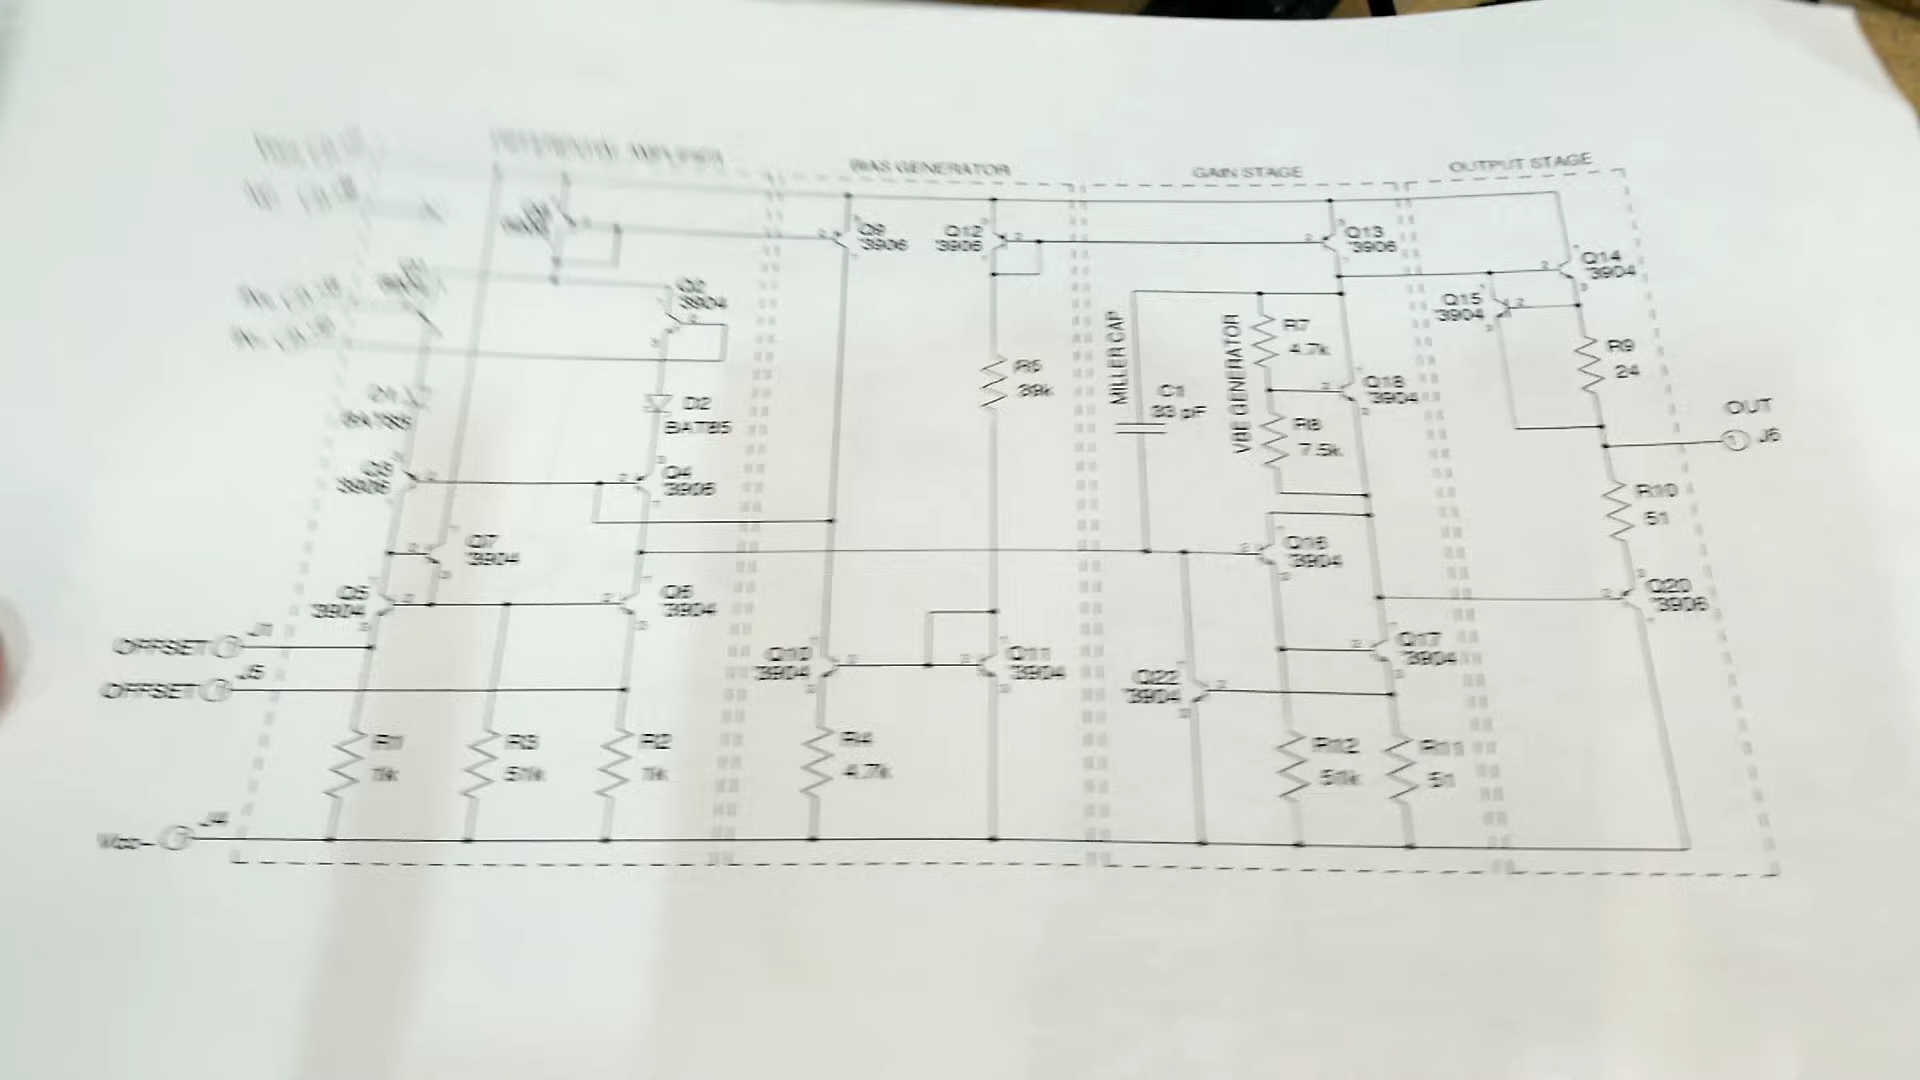 BIAS GENERATOR
GAIN STAGE
OUTPUT STAGE
Q9
3906
Q12
3906
Q13
3906
Q14
3904
Q15
3904
Q2
3904
R7
4.7k
MILLER CAP
VBE GENERATOR
R9
24
R5
39k
C1
33 pF
Q18
3904
D2
BAT85
BAT85
R8
7.5k
OUT
J6
Q3
3906
Q4
3906
R10
51
Q7
3904
Q16
3904
Q5
3904
Q6
3904
Q20
3906
OFFSET
J1
Q10
3904
Q11
3904
Q17
3904
OFFSET
J5
Q22
3904
R1
1k
R3
51k
R2
1k
R4
4.7k
R12
51k
R11
51
Vcc-
J4